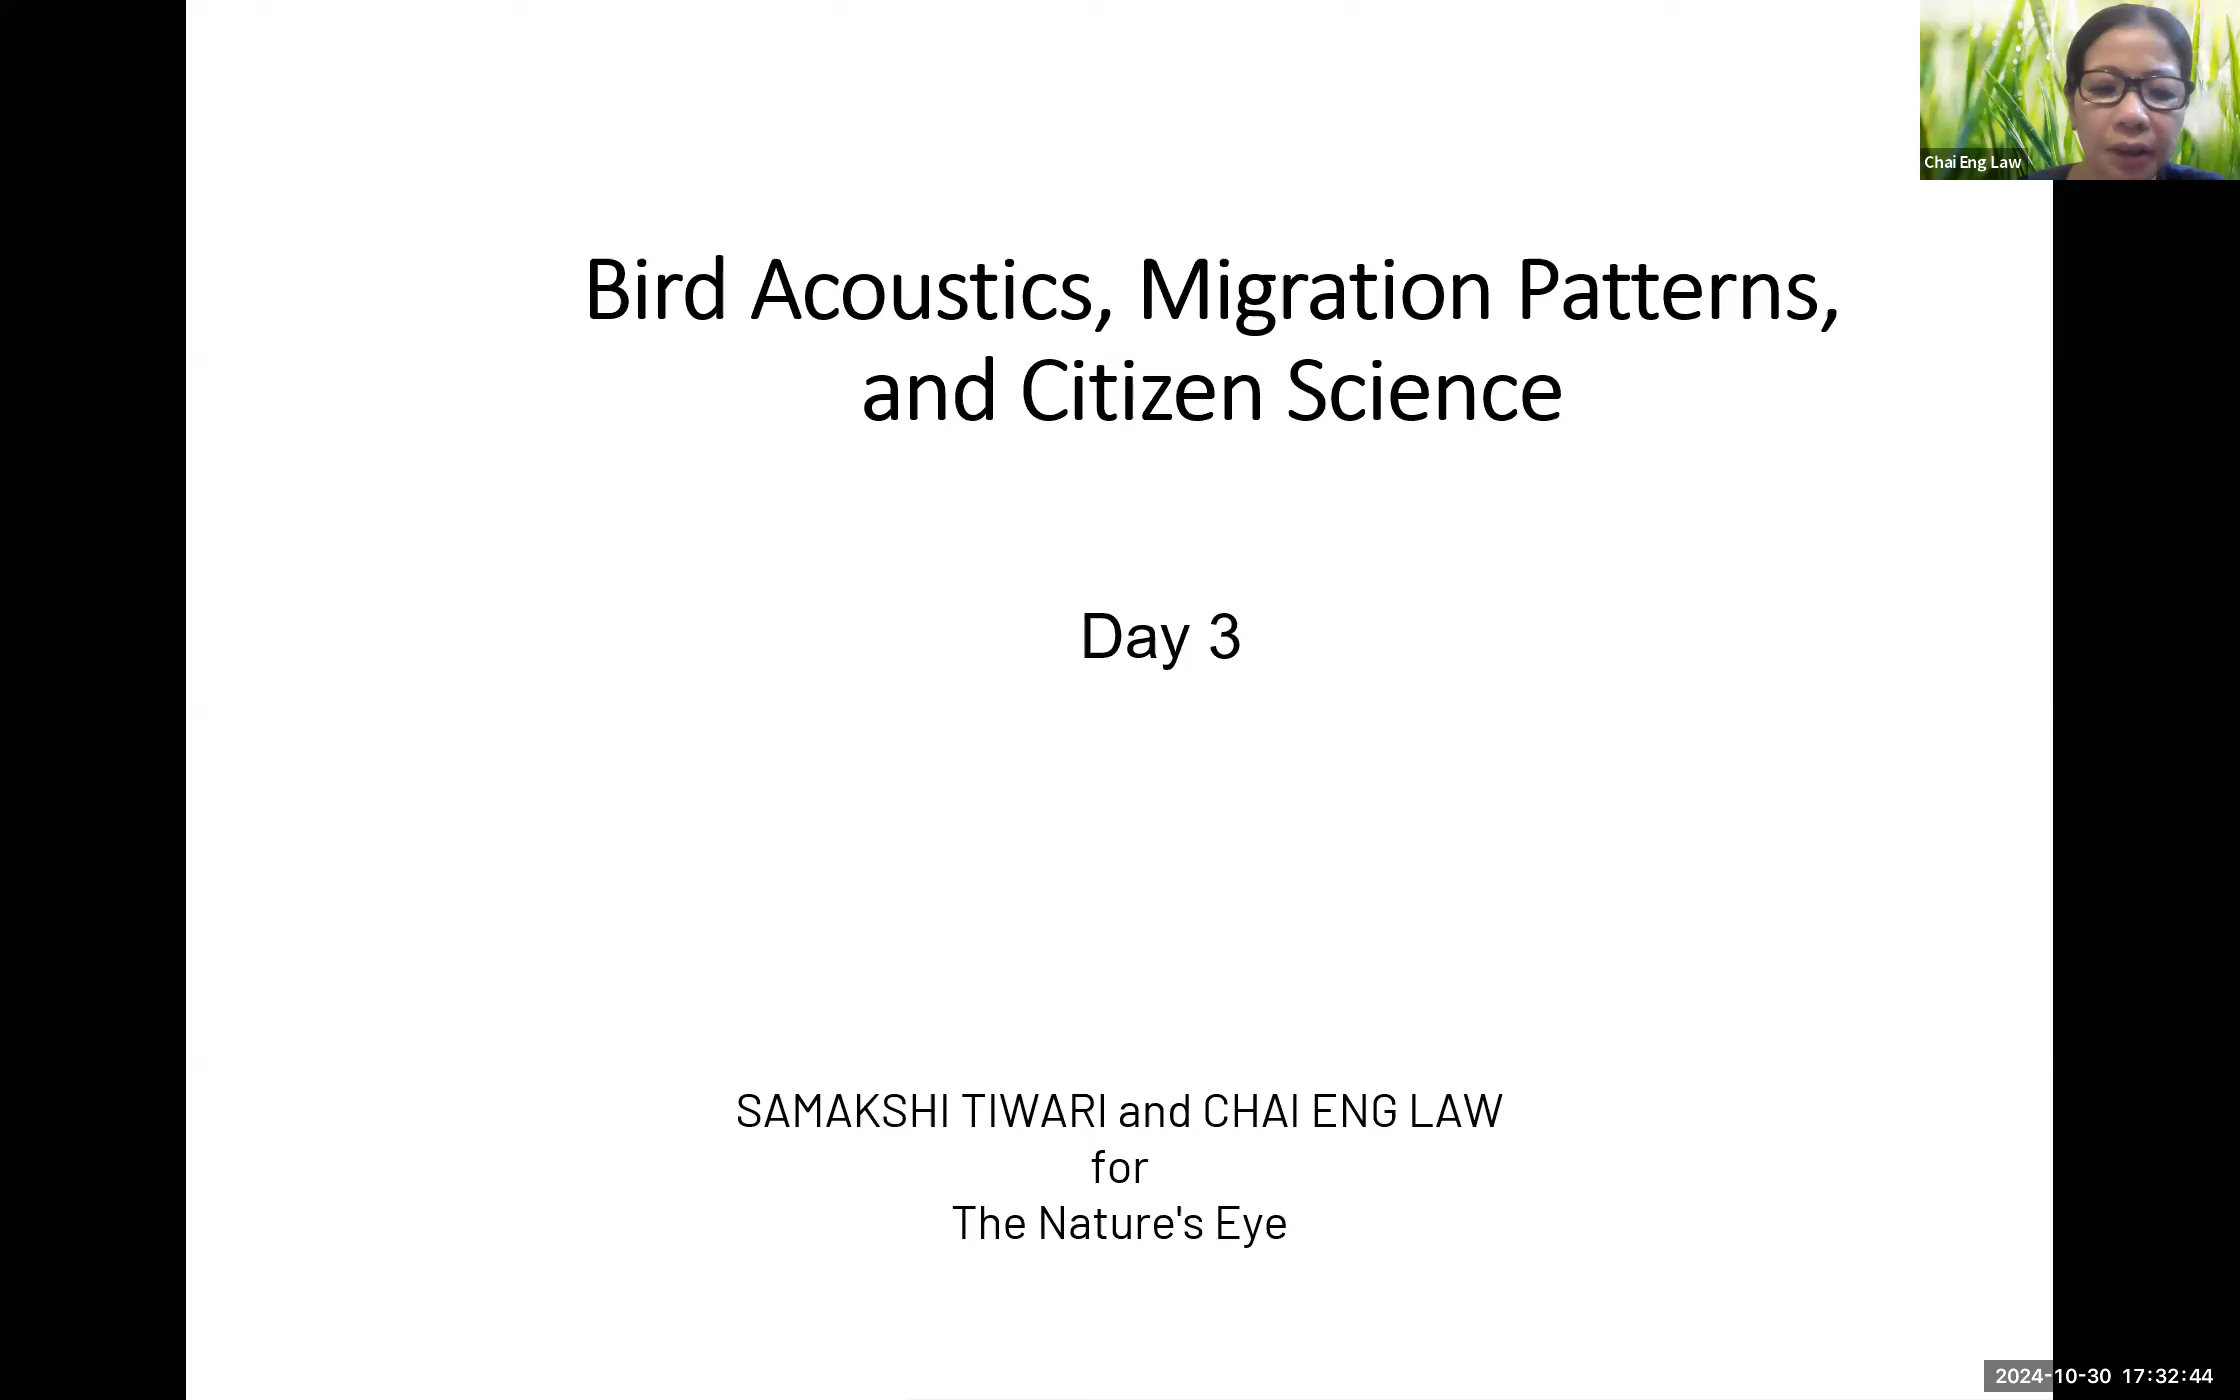 Chai Eng Law
Bird Acoustics, Migration Patterns,
and Citizen Science
Day 3
SAMAKSHI TIWARI and CHAI ENG LAW
for
The Nature's Eye
2024-10-30 17:32:44